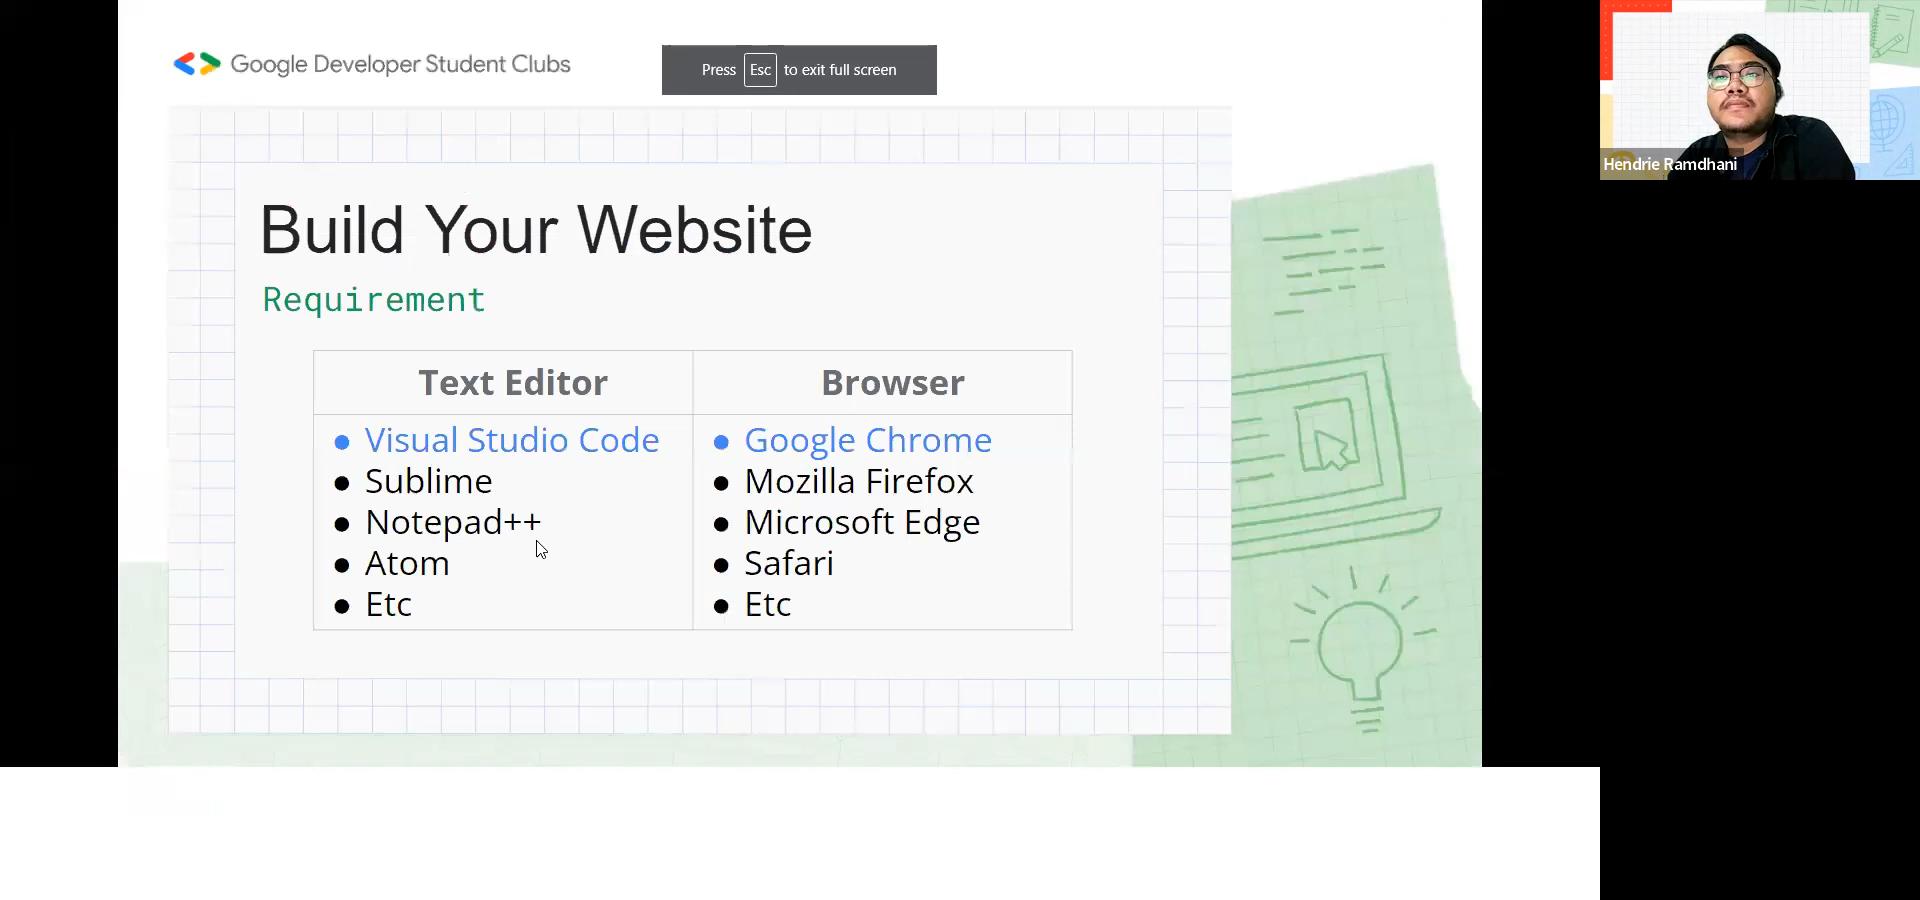 Google Developer Student Clubs
Press Esc to exit full screen
Hendrie Ramdhani
Build Your Website
Requirement
Text Editor
Browser
Visual Studio Code
Google Chrome
Sublime
Mozilla Firefox
Notepad++
Microsoft Edge
Atom
Safari
Etc
Etc